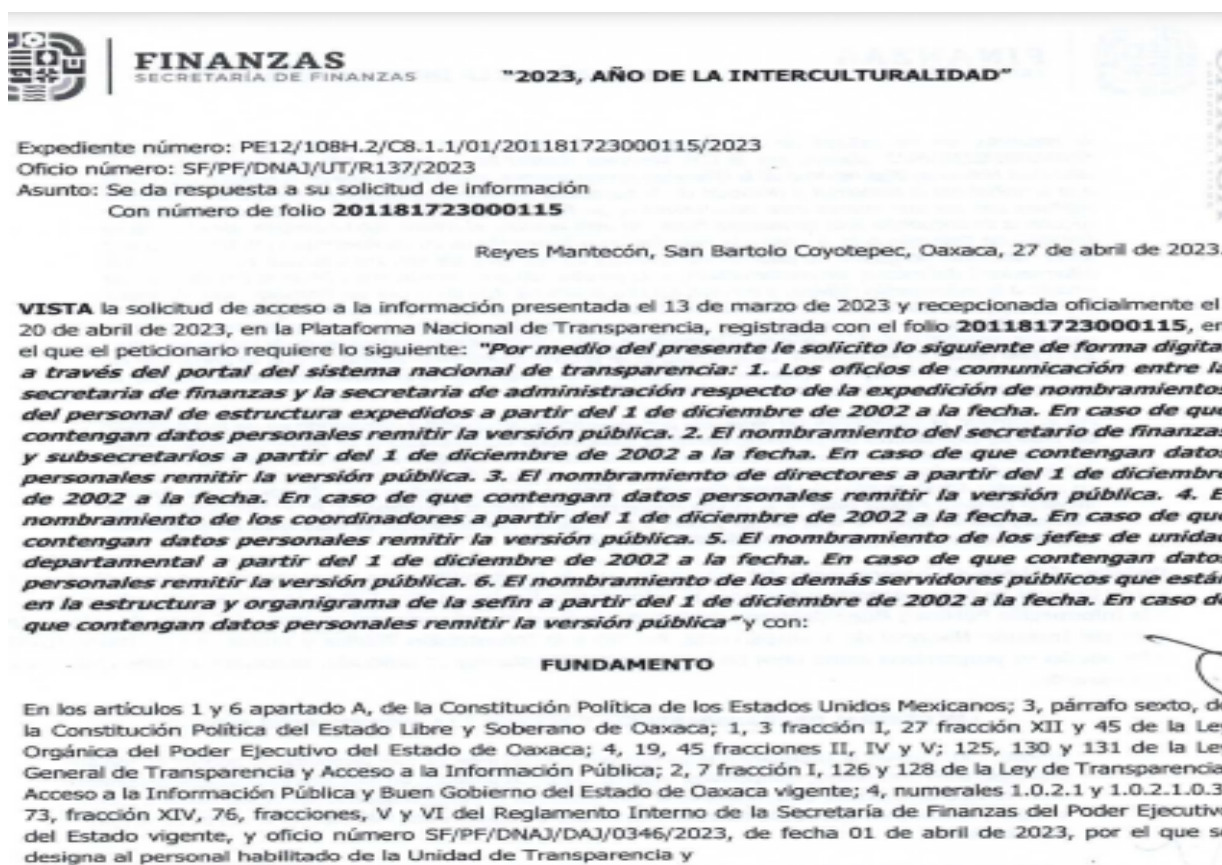 FINANZAS
SECRETARÍA DE FINANZAS
"2023, AÑO DE LA INTERCULTURALIDAD"
Expediente número: PE12/108H.2/C8.1.1/01/201181723000115/2023
Oficio número: SF/PF/DNAJ/UT/R137/2023
Asunto: Se da respuesta a su solicitud de información
Con número de folio 201181723000115
Reyes Mantecón, San Bartolo Coyotepec, Oaxaca, 27 de abril de 2023.
VISTA la solicitud de acceso a la información presentada el 13 de marzo de 2023 y recepcionada oficialmente el
20 de abril de 2023, en la Plataforma Nacional de Transparencia, registrada con el folio 201181723000115, en
el que el peticionario requiere lo siguiente: "Por medio del presente le solicito lo siguiente de forma digital
a través del portal del sistema nacional de transparencia: 1. Los oficios de comunicación entre la
secretaria de finanzas y la secretaria de administración respecto de la expedición de nombramientos
del personal de estructura expedidos a partir del 1 de diciembre de 2002 a la fecha. En caso de que
contengan datos personales remitir la versión pública. 2. El nombramiento del secretario de finanzas
y subsecretarios a partir del 1 de diciembre de 2002 a la fecha. En caso de que contengan datos
personales remitir la versión pública. 3. El nombramiento de directores a partir del 1 de diciembre
de 2002 a la fecha. En caso de que contengan datos personales remitir la versión pública. 4. El
nombramiento de los coordinadores a partir del 1 de diciembre de 2002 a la fecha. En caso de que
contengan datos personales remitir la versión pública. 5. El nombramiento de los jefes de unidad
departamental a partir del 1 de diciembre de 2002 a la fecha. En caso de que contengan datos
personales remitir la versión pública. 6. El nombramiento de los demás servidores públicos que están
en la estructura y organigrama de la sefin a partir del 1 de diciembre de 2002 a la fecha. En caso de
que contengan datos personales remitir la versión pública" y con:
FUNDAMENTO
En los artículos 1 y 6 apartado A, de la Constitución Política de los Estados Unidos Mexicanos; 3, párrafo sexto, de
la Constitución Política del Estado Libre y Soberano de Oaxaca; 1, 3 fracción I, 27 fracción XII y 45 de la Ley
Orgánica del Poder Ejecutivo del Estado de Oaxaca; 4, 19, 45 fracciones II, IV y V; 125, 130 y 131 de la Ley
General de Transparencia y Acceso a la Información Pública; 2, 7 fracción I, 126 y 128 de la Ley de Transparencia,
Acceso a la Información Pública y Buen Gobierno del Estado de Oaxaca vigente; 4, numerales 1.0.2.1 y 1.0.2.1.0.3,
73, fracción XIV, 76, fracciones, V y VI del Reglamento Interno de la Secretaría de Finanzas del Poder Ejecutivo
del Estado vigente, y oficio número SF/PF/DNAJ/DAJ/0346/2023, de fecha 01 de abril de 2023, por el que se
designa al personal habilitado de la Unidad de Transparencia y